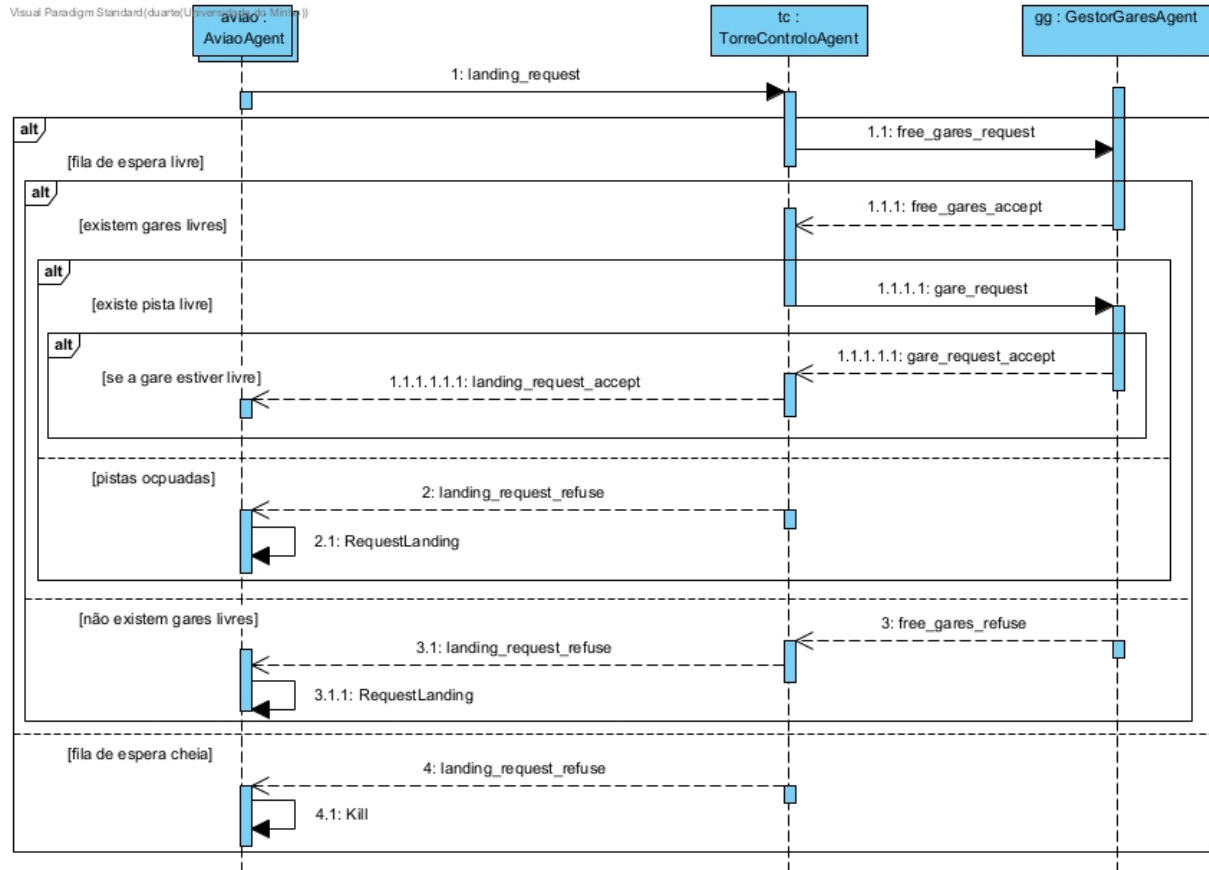 Visual Paradigm Standard(duarte(Universidade do Minho))
avião :
AviaoAgent
tc :
TorreControloAgent
gg : GestorGaresAgent
1: landing_request
alt
1.1: free_gares_request
[fila de espera livre]
alt
1.1.1: free_gares_accept
[existem gares livres]
alt
1.1.1.1: gare_request
[existe pista livre]
alt
1.1.1.1.1: gare_request_accept
[se a gare estiver livre]
1.1.1.1.1.1: landing_request_accept
[pistas ocpuadas]
2: landing_request_refuse
2.1: RequestLanding
[não existem gares livres]
3: free_gares_refuse
3.1: landing_request_refuse
3.1.1: RequestLanding
[fila de espera cheia]
4: landing_request_refuse
4.1: Kill